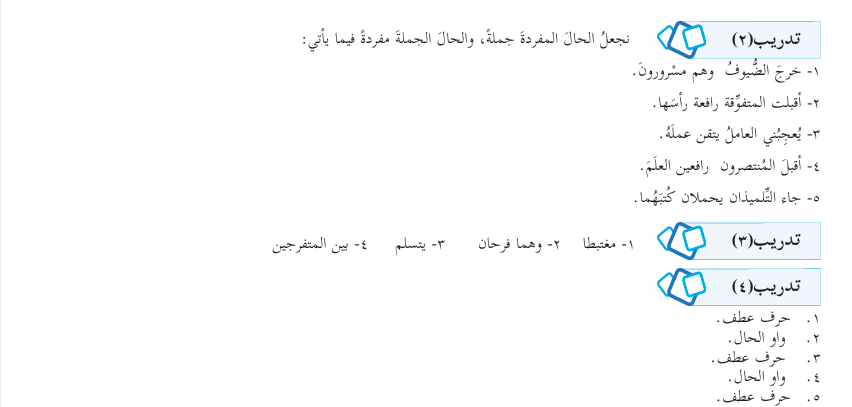 تدريب(٢) نجعلُ الحالَ المفردةَ جملةً، والحالَ الجملةَ مفردةً فيما يأتي:
١- خرجَ الضُّيوفُ وهم مسْرورونَ.
٢- أقبلت المتفوِّقة رافعة رأسَها.
٣- يُعجِبُني العاملُ يتقن عملَهُ.
٤- أقبلَ المُنتصرون رافعين العلَمَ.
٥- جاء التِّلميذان يحملان كُتبَهُما.
تدريب(٣) ١- مغتبطا ٢- وهما فرحان ٣- يتسلم ٤- بين المتفرجين
تدريب(٤)
١. حرف عطف.
٢. واو الحال.
٣. حرف عطف.
٤. واو الحال.
٥. حرف عطف.